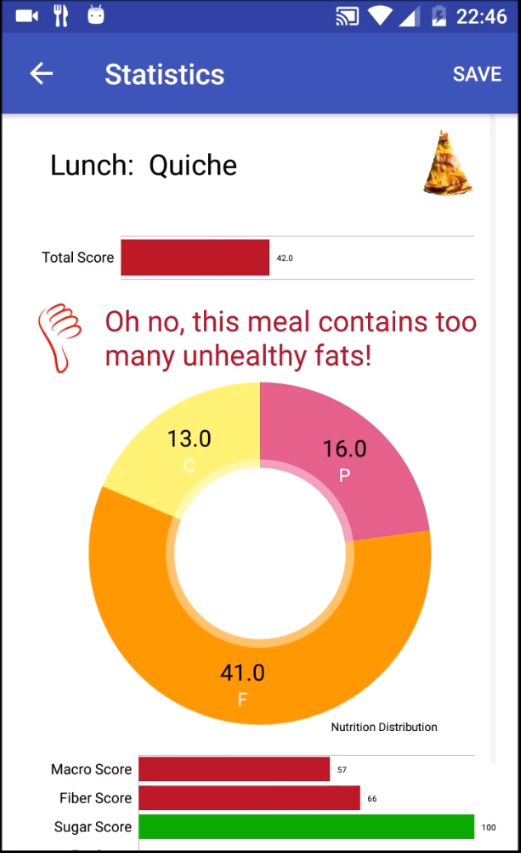 22:46
Statistics
SAVE
Lunch: Quiche
Total Score
42.0
Oh no, this meal contains too
many unhealthy fats!
13.0
C
16.0
P
41.0
F
Nutrition Distribution
Macro Score
57
Fiber Score
66
Sugar Score
100